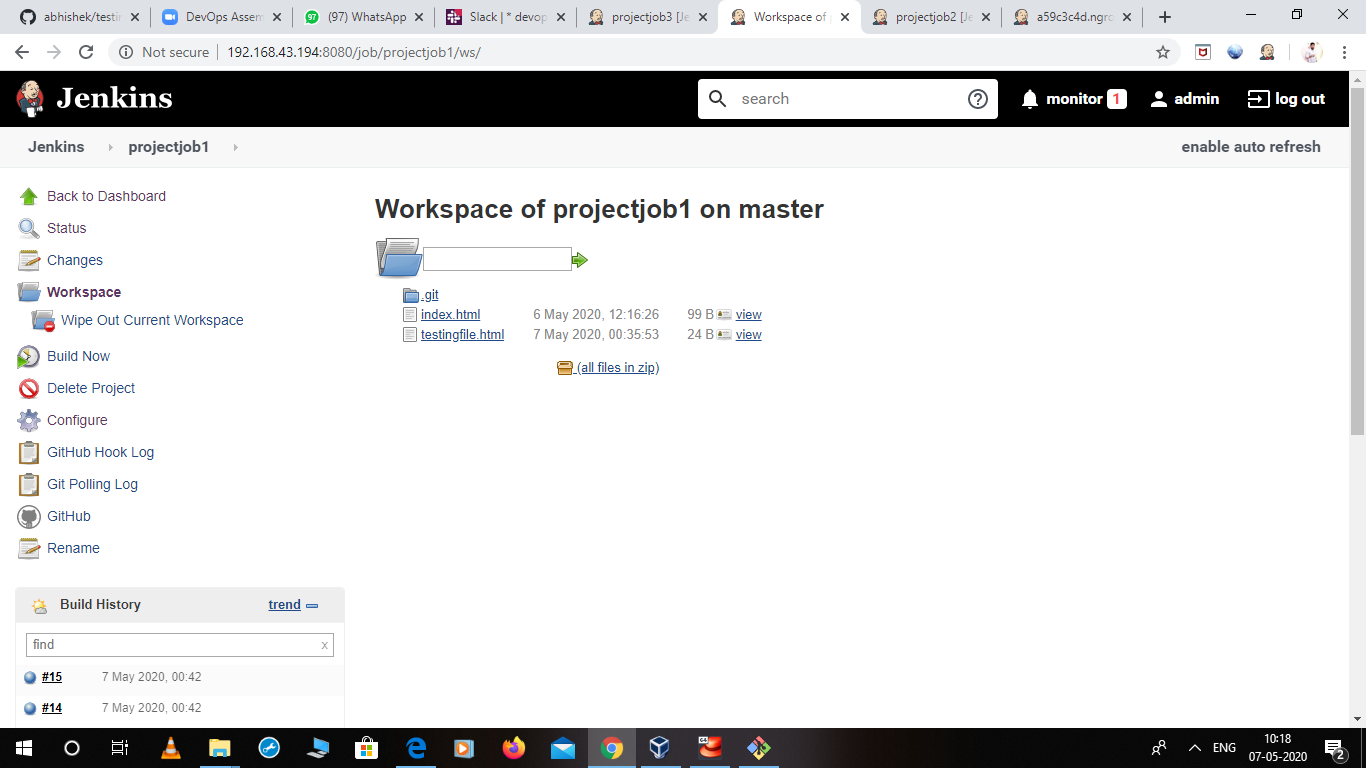 abhishek/testi
DevOps Assem
(97) WhatsApp
Slack | * devop
projectjob3 [Je
Workspace of
projectjob2 [Je
a59c3c4d.ngro
Not secure
192.168.43.194:8080/job/projectjob1/ws/
Jenkins
search
monitor 1
admin
log out
Jenkins
projectjob1
enable auto refresh
Back to Dashboard
Status
Changes
Workspace
Wipe Out Current Workspace
Build Now
Delete Project
Configure
GitHub Hook Log
Git Polling Log
GitHub
Rename
Build History
trend
find
x
#15 7 May 2020, 00:42
#14 7 May 2020, 00:42
Workspace of projectjob1 on master
.git
index.html 6 May 2020, 12:16:26 99 B view
testingfile.html 7 May 2020, 00:35:53 24 B view
(all files in zip)
ENG
10:18
07-05-2020
2